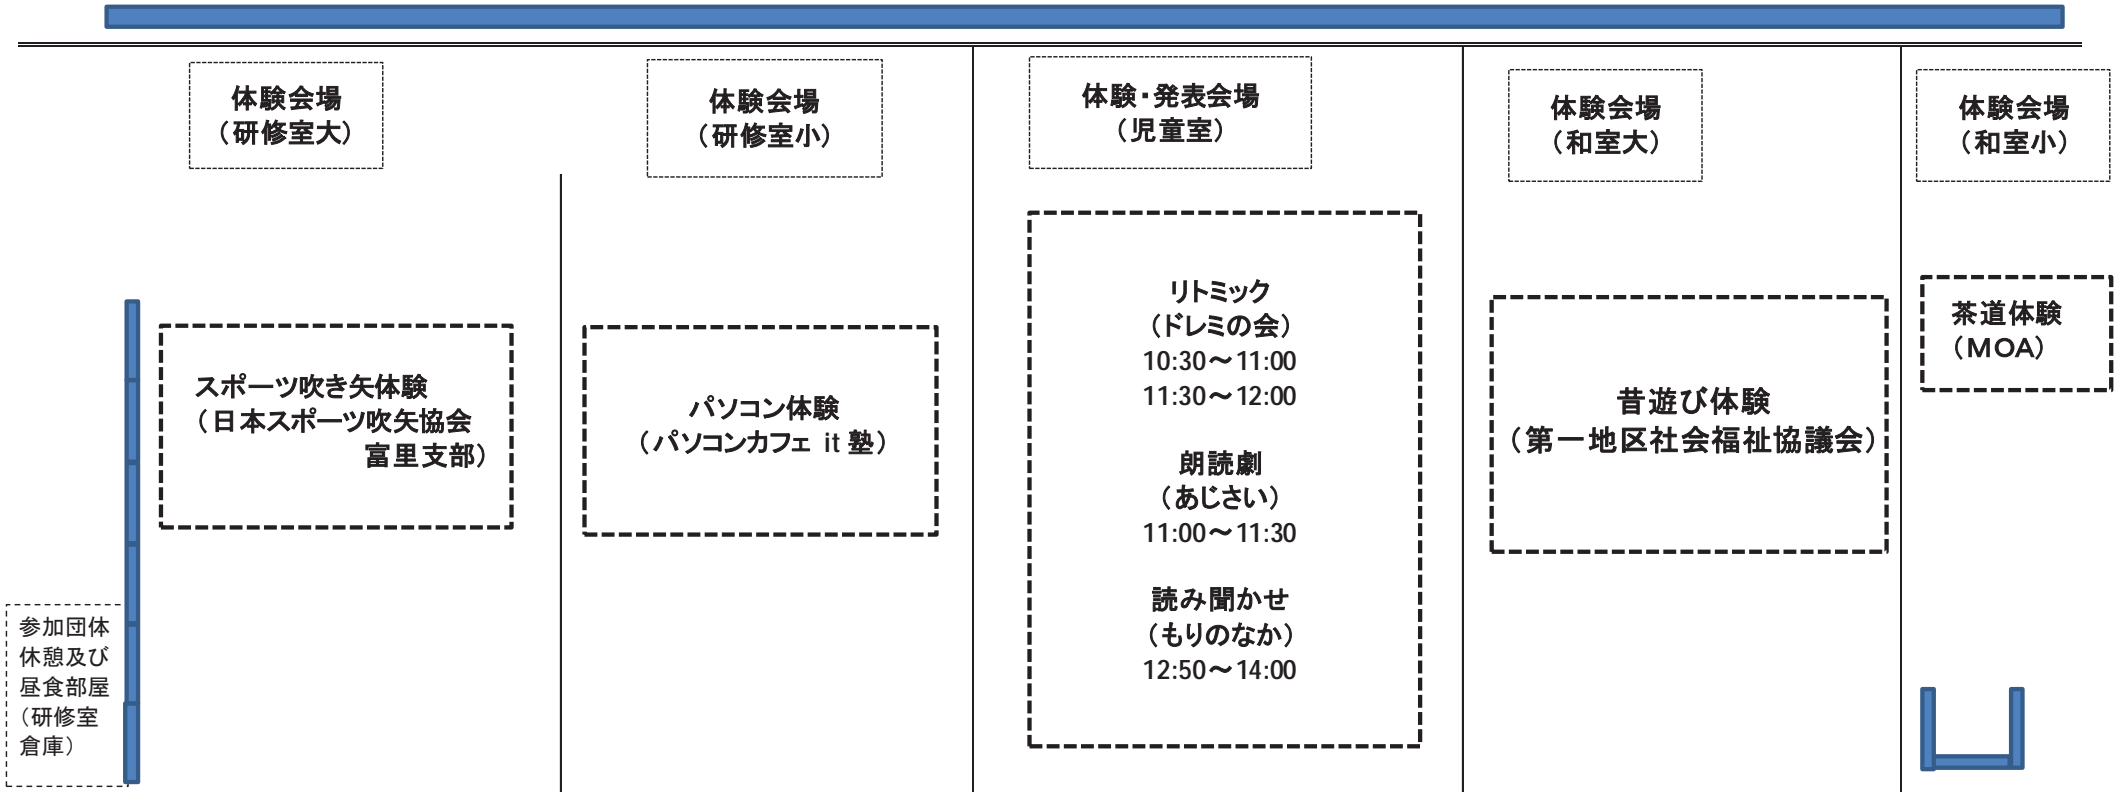 体験会場
（研修室大）
体験会場
（研修室小）
体験・発表会場
（児童室）
体験会場
（和室大）
体験会場
（和室小）
スポーツ吹き矢体験
（日本スポーツ吹矢協会
富里支部）
パソコン体験
（パソコンカフェ it 塾）
リトミック
（ドレミの会）
10:30～11:00
11:30～12:00
朗読劇
（あじさい）
11:00～11:30
読み聞かせ
（もりのなか）
12:50～14:00
昔遊び体験
（第一地区社会福祉協議会）
茶道体験
（MOA）
参加団体
休憩及び
昼食部屋
（研修室
倉庫）